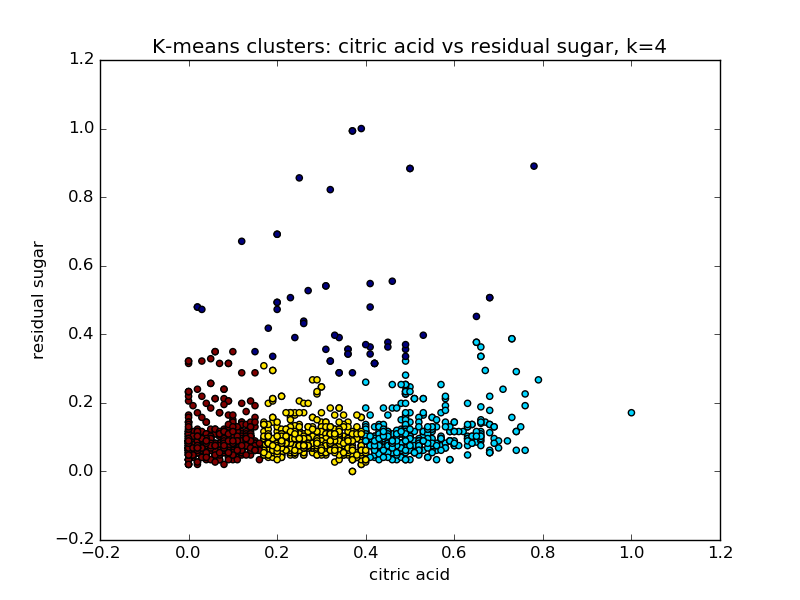 K-means clusters: citric acid vs residual sugar, k=4
1.2
1.0
0.8
0.6
0.4
0.2
0.0
−0.2
residual sugar
−0.2 0.0 0.2 0.4 0.6 0.8 1.0 1.2
citric acid